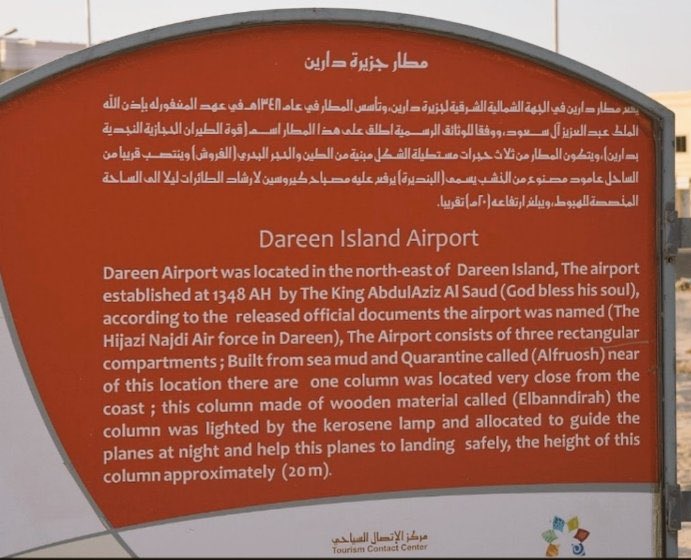 مطار جزيرة دارين
يقع مطار دارين في الجهة الشمالية الشرقية لجزيرة دارين، وتأسس المطار في عام ١٣٤٨هـ في عهد المغفور له بإذن الله
الملك عبد العزيز آل سعود، ووفقا للوثائق الرسمية اطلق على هذا المطار اسم (قوة الطيران الحجازية النجدية
بدارين)، ويتكون المطار من ثلاث حجرات مستطيلة الشكل مبنية من الطين والحجر البحري (الفروش) وينتصب قريبا من
الساحل عامود مصنوع من الخشب يسمى (البنديرة) يرفع عليه مصباح كيروسين لارشاد الطائرات ليلا الى الساحة
المخصصة للهبوط، ويبلغ ارتفاعه (٢٠م) تقريبا.
Dareen Island Airport
Dareen Airport was located in the north-east of Dareen Island, The airport
established at 1348 AH by The King AbdulAziz Al Saud (God bless his soul),
according to the released official documents the airport was named (The
Hijazi Najdi Air force in Dareen), The Airport consists of three rectangular
compartments ; Built from sea mud and Quarantine called (Alfruosh) near
of this location there are one column was located very close from the
coast ; this column made of wooden material called (Elbanndirah) the
column was lighted by the kerosene lamp and allocated to guide the
planes at night and help this planes to landing safely, the height of this
column approximately (20 m).
مركز الإتصال السياحي
Tourism Contact Center